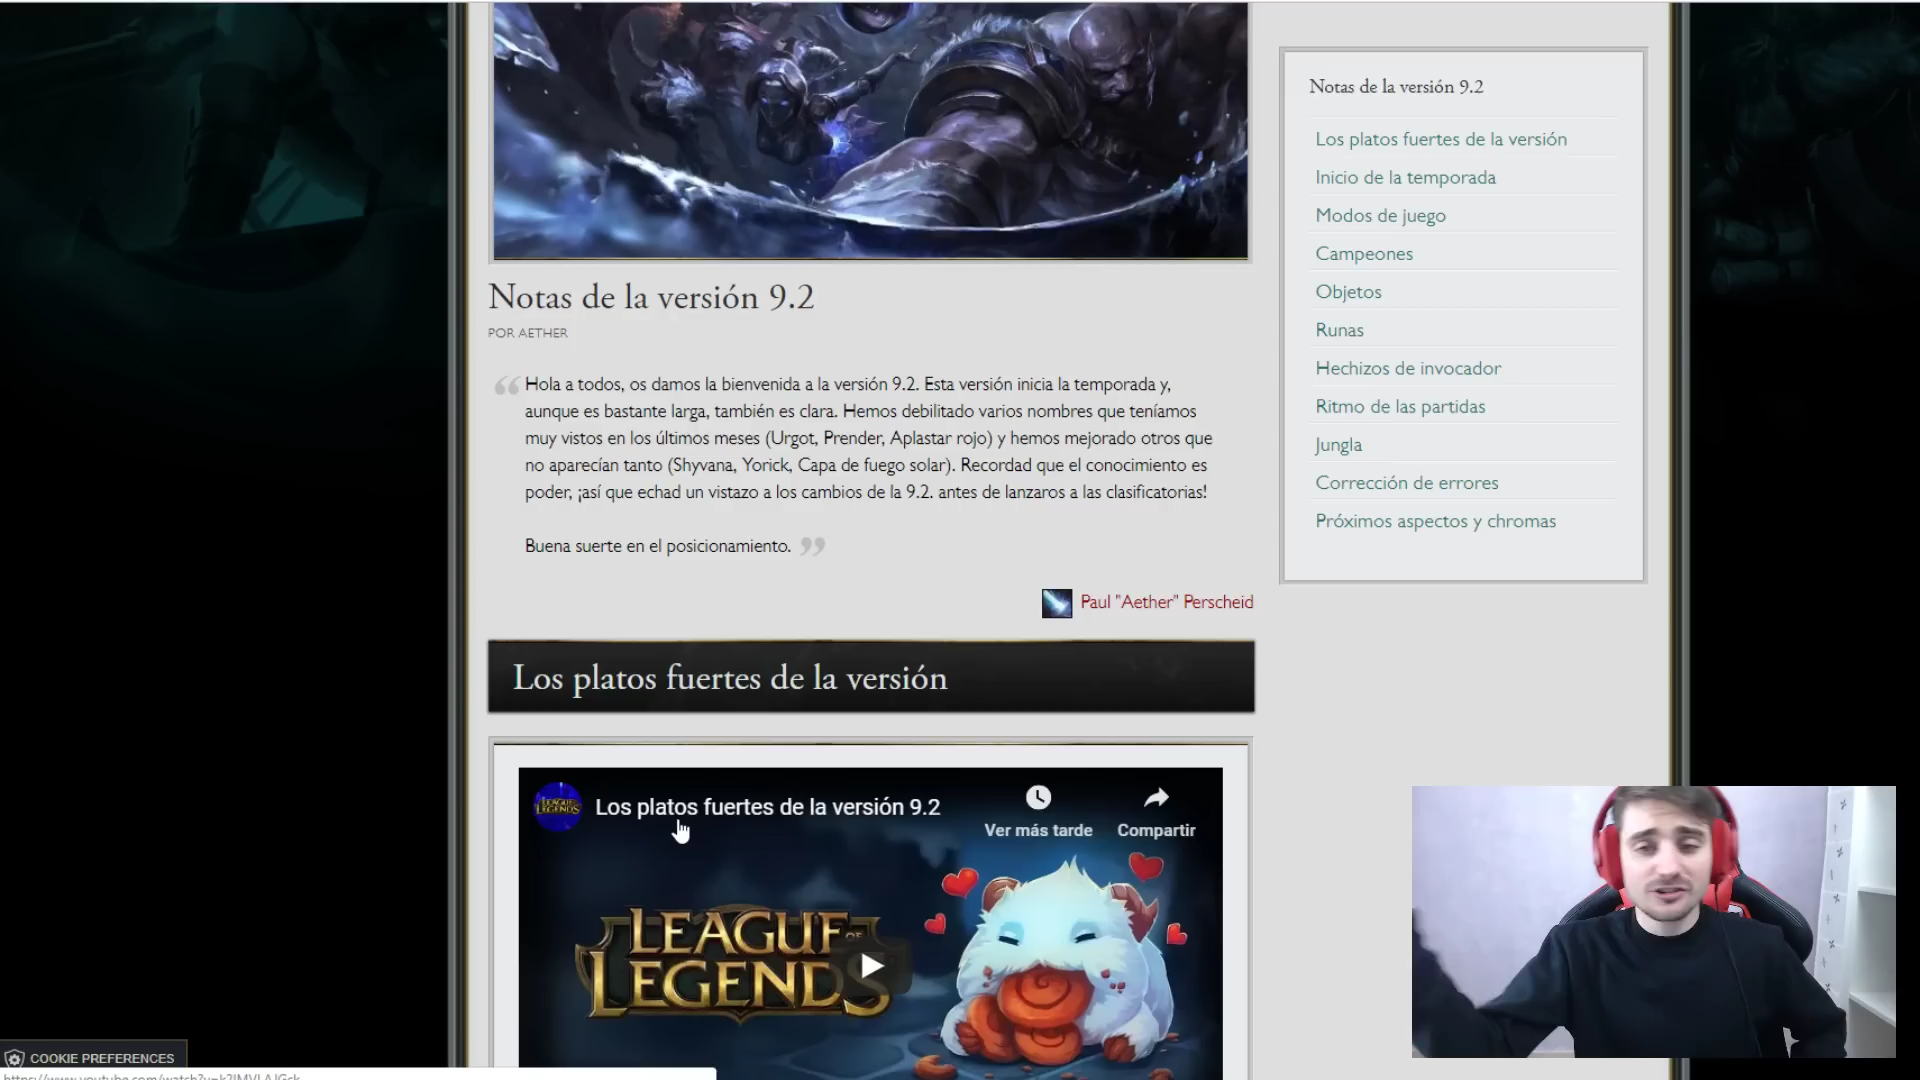 Notas de la versión 9.2
POR AETHER
Hola a todos, os damos la bienvenida a la versión 9.2. Esta versión inicia la temporada y,
aunque es bastante larga, también es clara. Hemos debilitado varios nombres que teníamos
muy vistos en los últimos meses (Urgot, Prender, Aplastar rojo) y hemos mejorado otros que
no aparecían tanto (Shyvana, Yorick, Capa de fuego solar). Recordad que el conocimiento es
poder, ¡así que echad un vistazo a los cambios de la 9.2. antes de lanzaros a las clasificatorias!
Buena suerte en el posicionamiento.
Paul "Aether" Perscheid
Los platos fuertes de la versión
LEAGUE LEGENDS
Los platos fuertes de la versión 9.2
Ver más tarde
Compartir
LEAGUE OF
LEGENDS
Notas de la versión 9.2
Los platos fuertes de la versión
Inicio de la temporada
Modos de juego
Campeones
Objetos
Runas
Hechizos de invocador
Ritmo de las partidas
Jungla
Corrección de errores
Próximos aspectos y chromas
COOKIE PREFERENCES